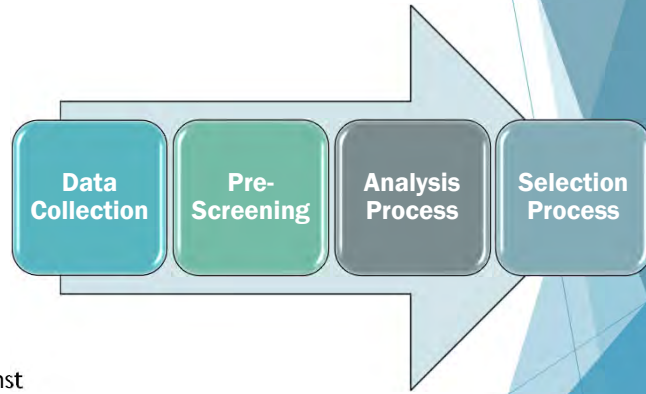 Data
Collection
Pre-
Screening
Analysis
Process
Selection
Process